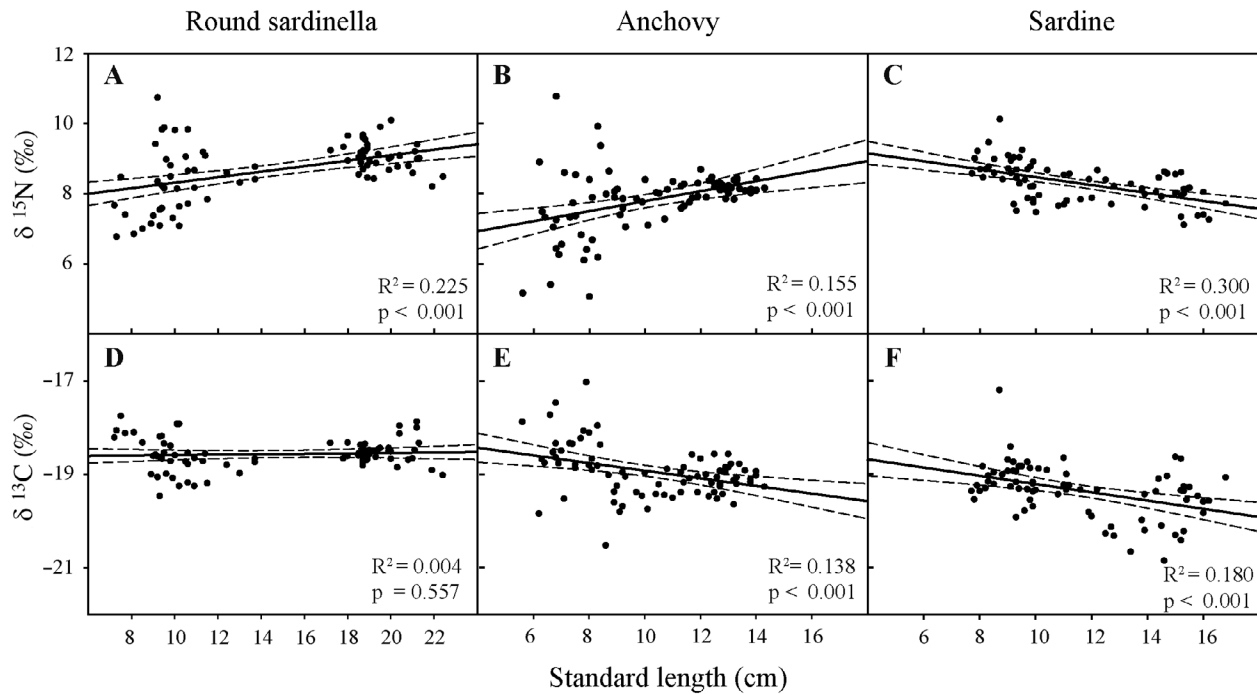 Round sardinella Anchovy Sardine
12
10
8
6
δ ¹⁵N (‰)
A
R² = 0.225
p < 0.001
B
R² = 0.155
p < 0.001
C
R² = 0.300
p < 0.001
−17
−19
−21
δ ¹³C (‰)
D
R² = 0.004
p = 0.557
E
R² = 0.138
p < 0.001
F
R² = 0.180
p < 0.001
8 10 12 14 16 18 20 22 6 8 10 12 14 16 6 8 10 12 14 16
Standard length (cm)